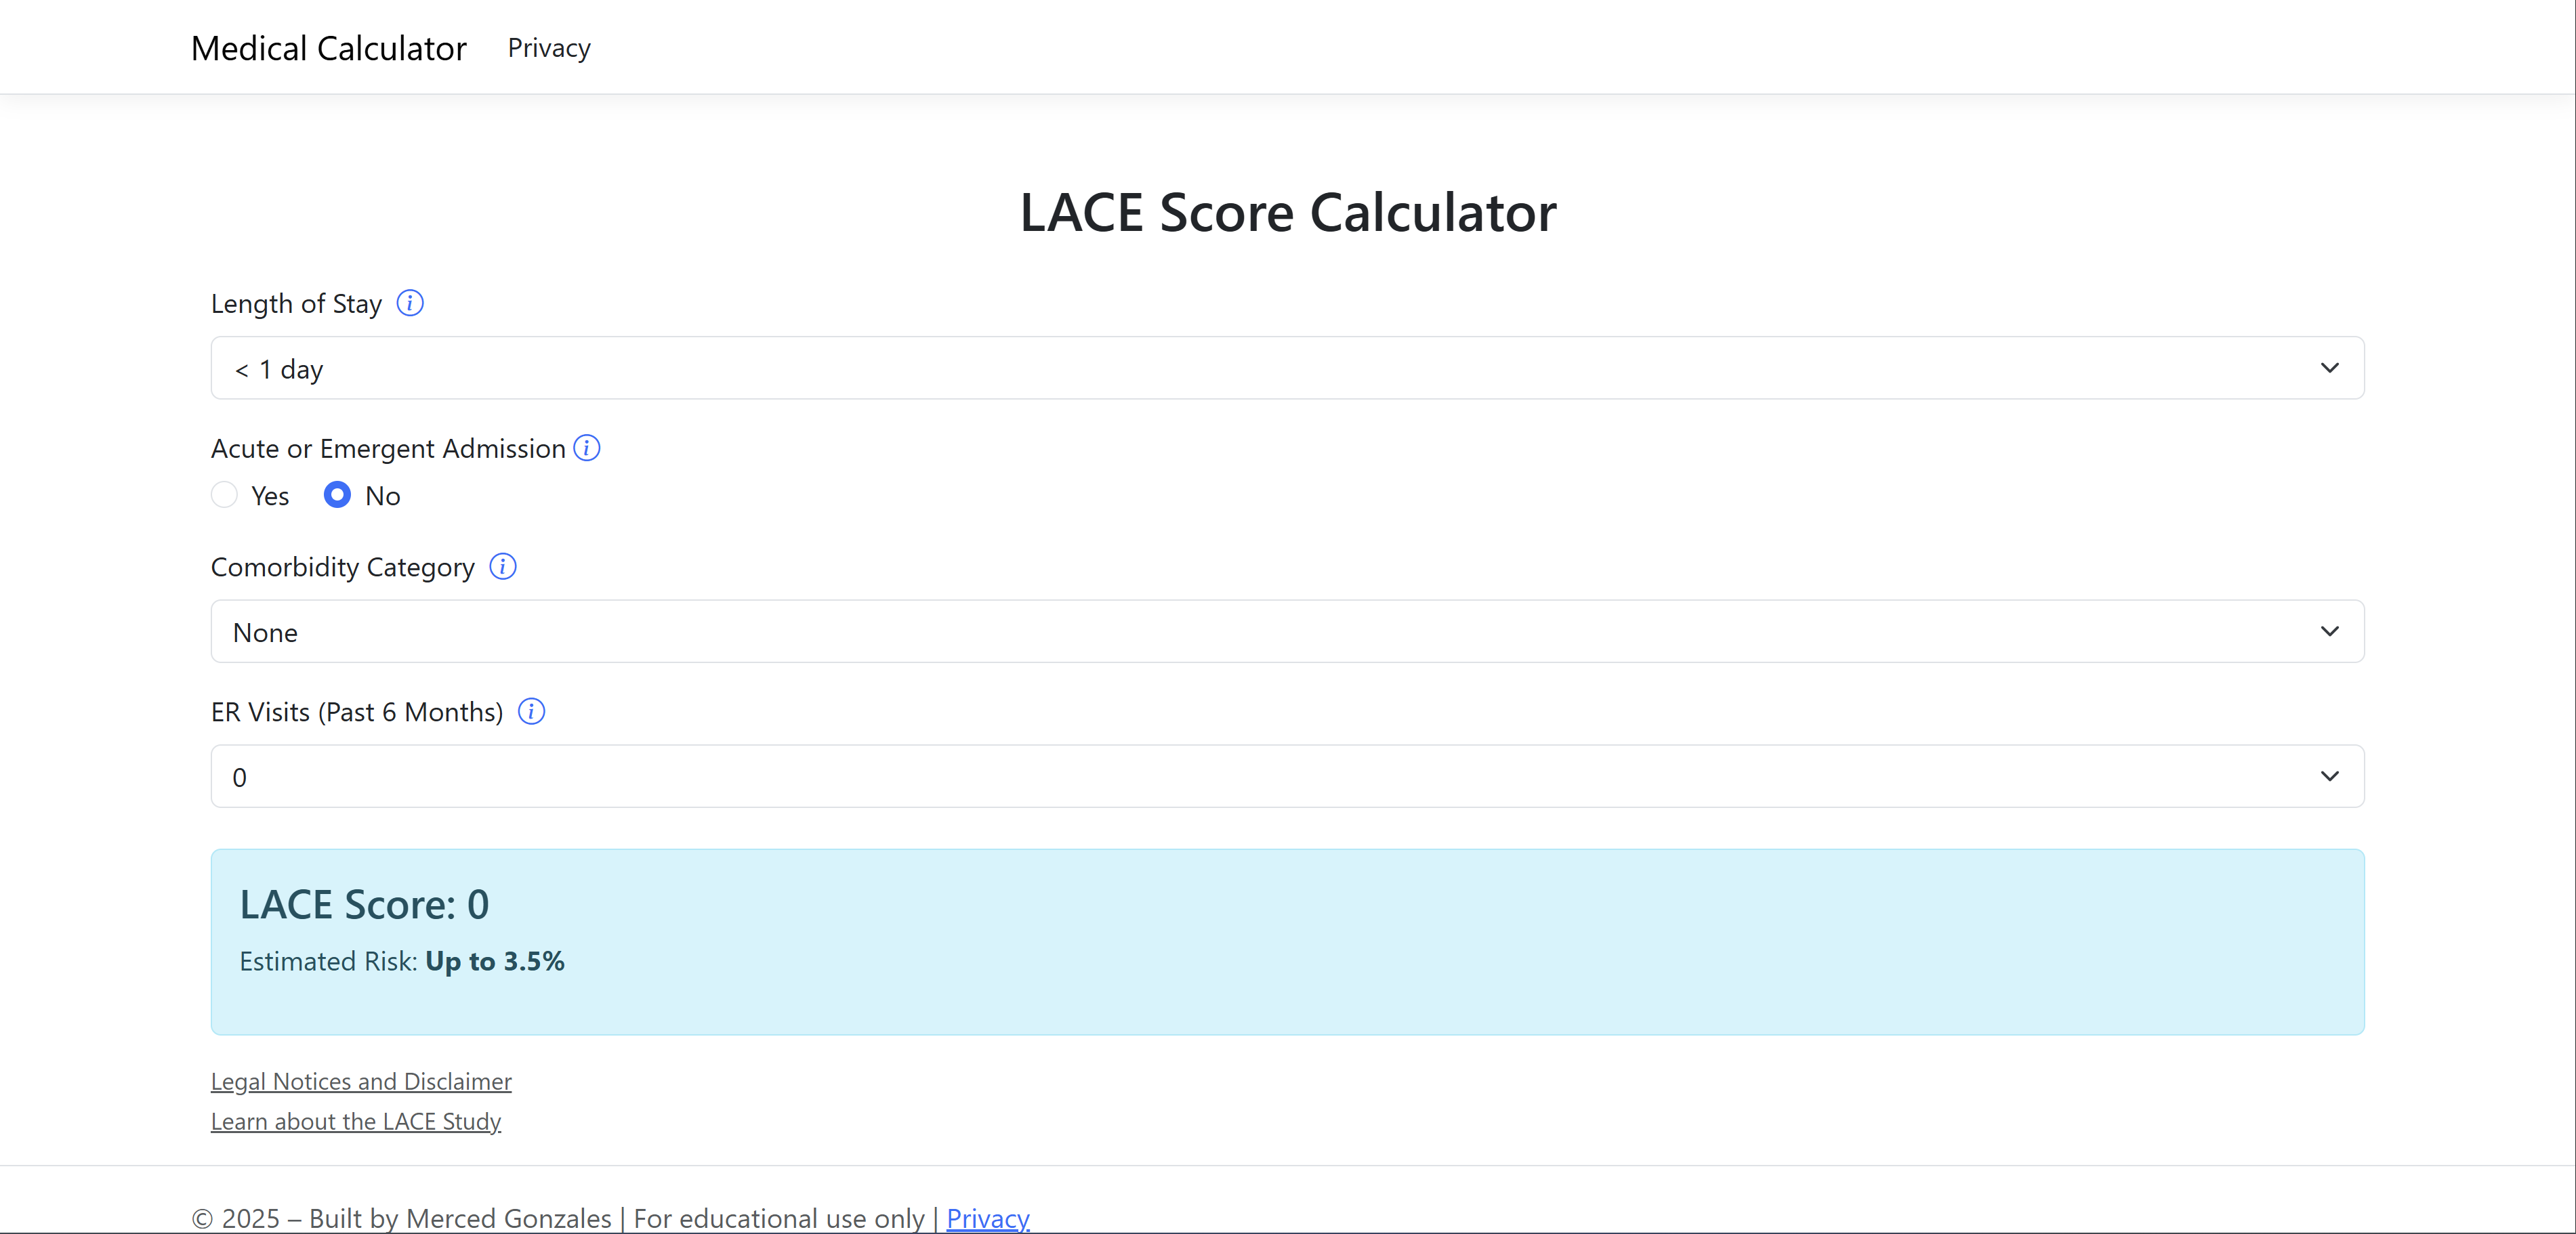 Medical Calculator Privacy
LACE Score Calculator
Length of Stay i
< 1 day
Acute or Emergent Admission i
Yes No
Comorbidity Category i
None
ER Visits (Past 6 Months) i
0
LACE Score: 0
Estimated Risk: Up to 3.5%
Legal Notices and Disclaimer
Learn about the LACE Study
© 2025 – Built by Merced Gonzales | For educational use only | Privacy